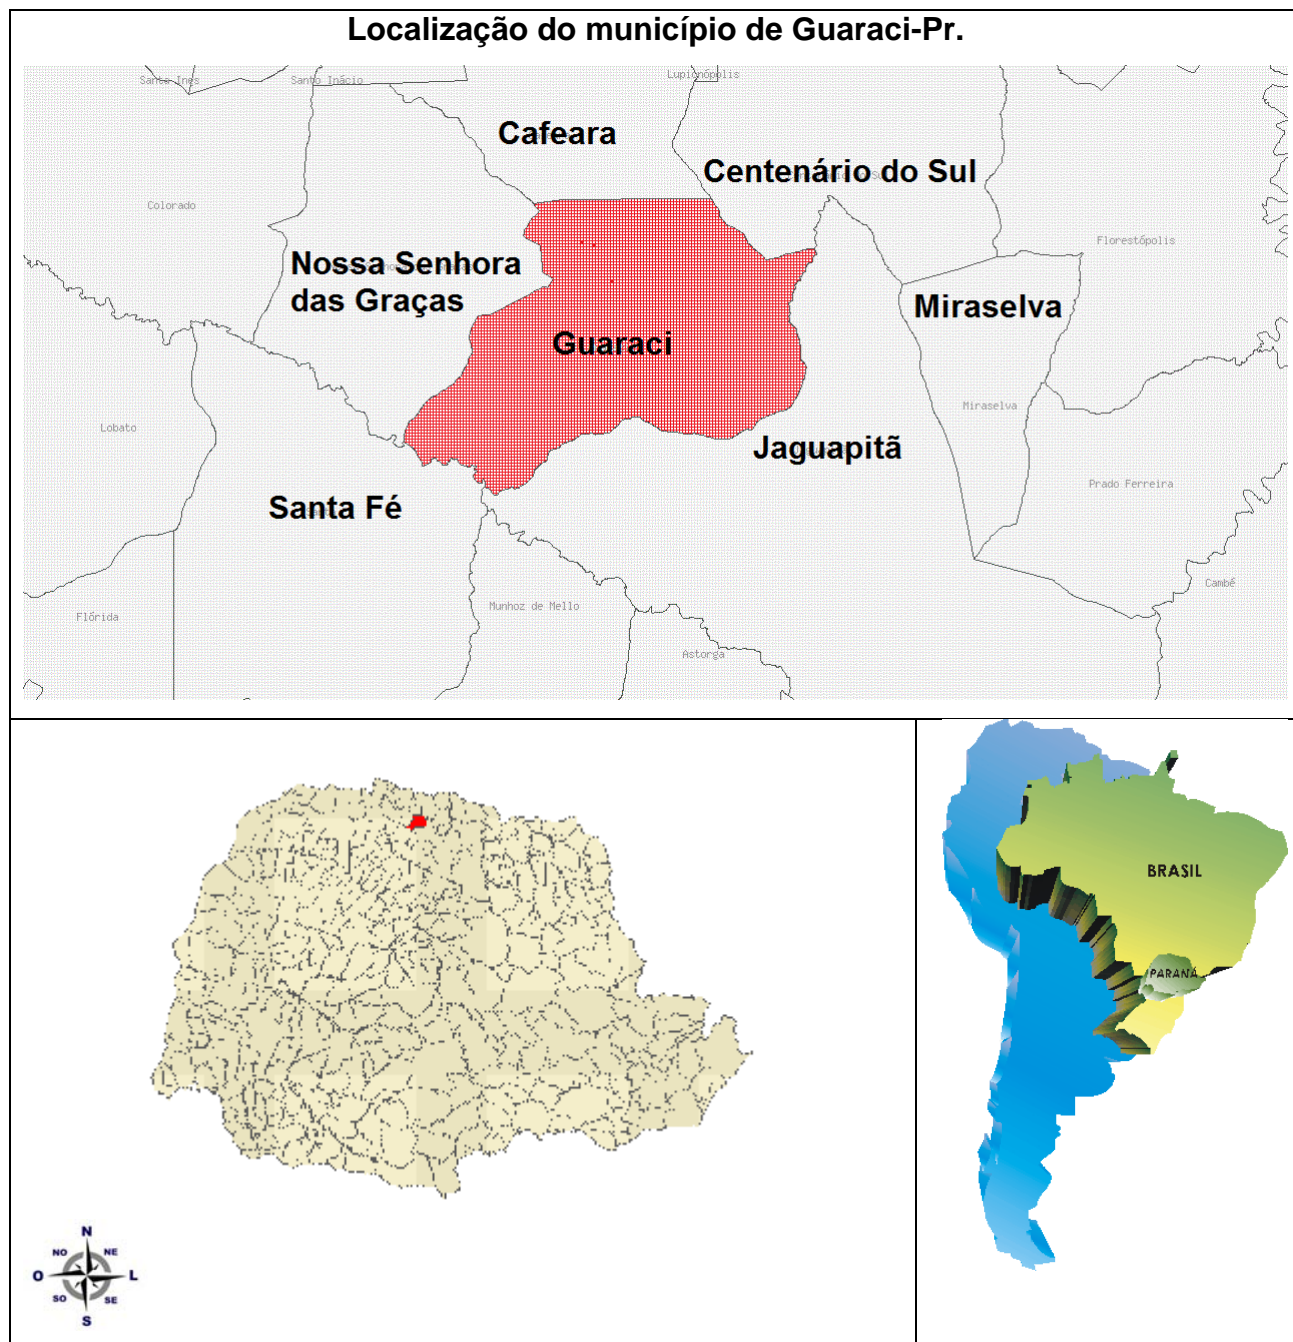 Localização do município de Guaraci-Pr.
Santa Ines
Santo Inácio
Lupionópolis
Cafeara
Centenário do Sul
Colorado
Florestópolis
Nossa Senhora
das Graças
Miraselva
Guaraci
Miraselva
Lobato
Jaguapitã
Prado Ferreira
Santa Fé
Cambé
Munhoz de Mello
Flórida
Astorga
BRASIL
PARANÁ
N
NO
NE
O
L
SO
SE
S